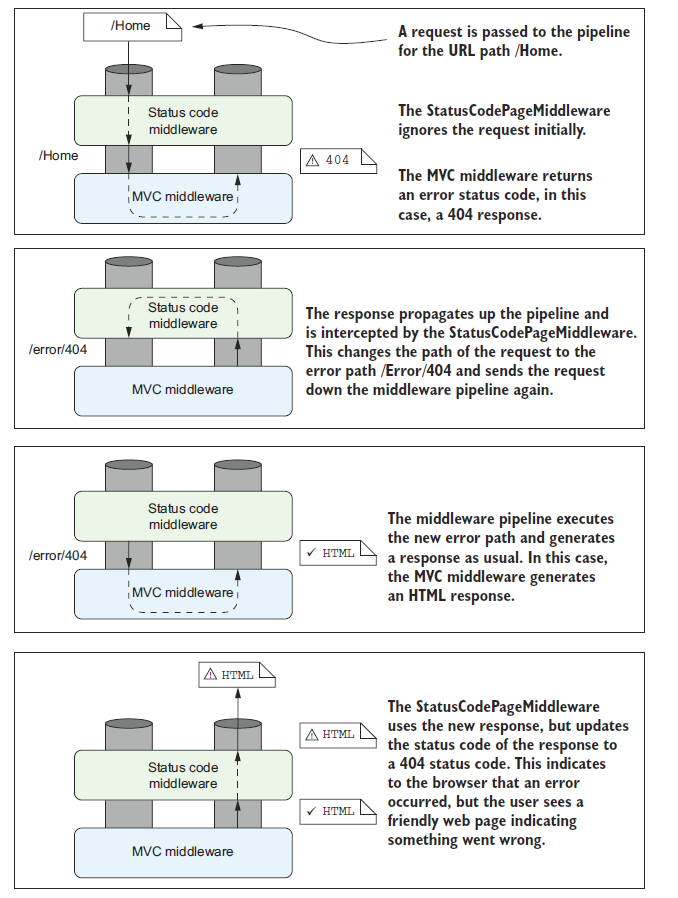 /Home
A request is passed to the pipeline
for the URL path /Home.
Status code
middleware
The StatusCodePageMiddleware
ignores the request initially.
/Home
404
MVC middleware
The MVC middleware returns
an error status code, in this
case, a 404 response.
Status code
middleware
/error/404
MVC middleware
The response propagates up the pipeline and
is intercepted by the StatusCodePageMiddleware.
This changes the path of the request to the
error path /Error/404 and sends the request
down the middleware pipeline again.
Status code
middleware
/error/404
HTML
MVC middleware
The middleware pipeline executes
the new error path and generates
a response as usual. In this case,
the MVC middleware generates
an HTML response.
HTML
HTML
Status code
middleware
HTML
MVC middleware
The StatusCodePageMiddleware
uses the new response, but updates
the status code of the response to
a 404 status code. This indicates
to the browser that an error
occurred, but the user sees a
friendly web page indicating
something went wrong.